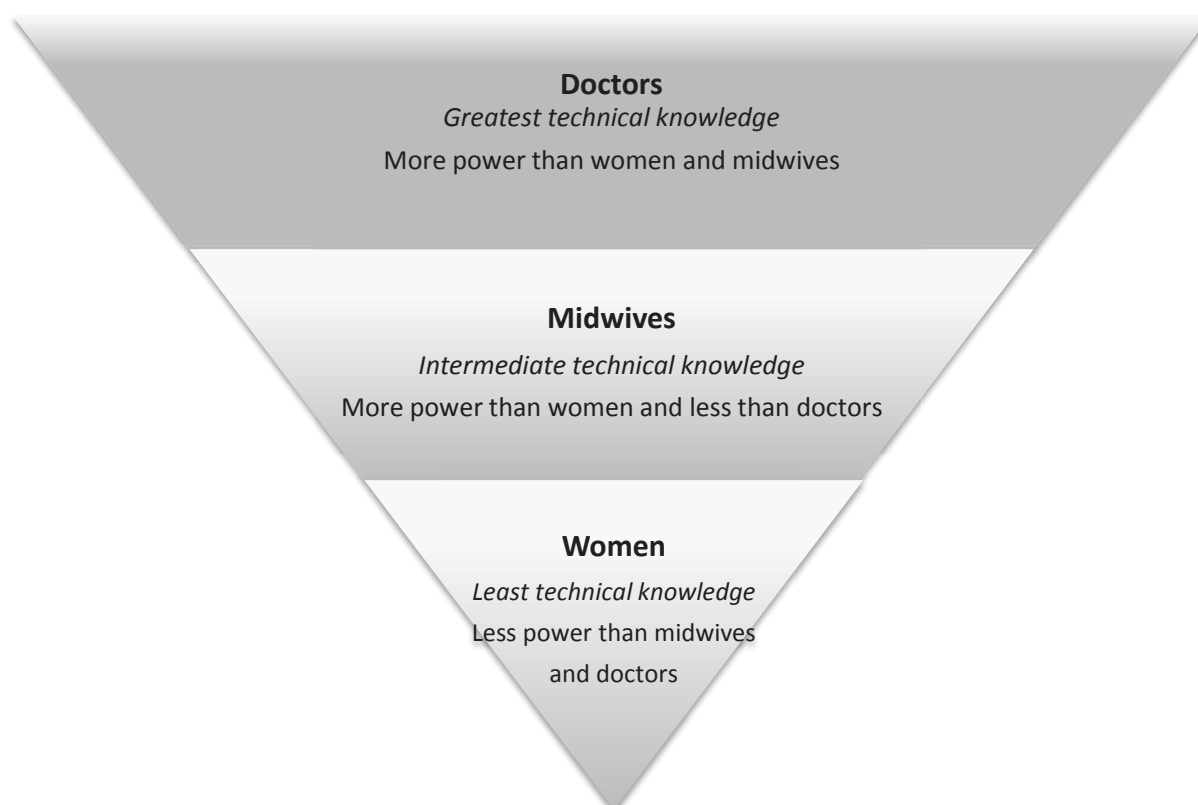 Doctors
Greatest technical knowledge
More power than women and midwives
Midwives
Intermediate technical knowledge
More power than women and less than doctors
Women
Least technical knowledge
Less power than midwives
and doctors